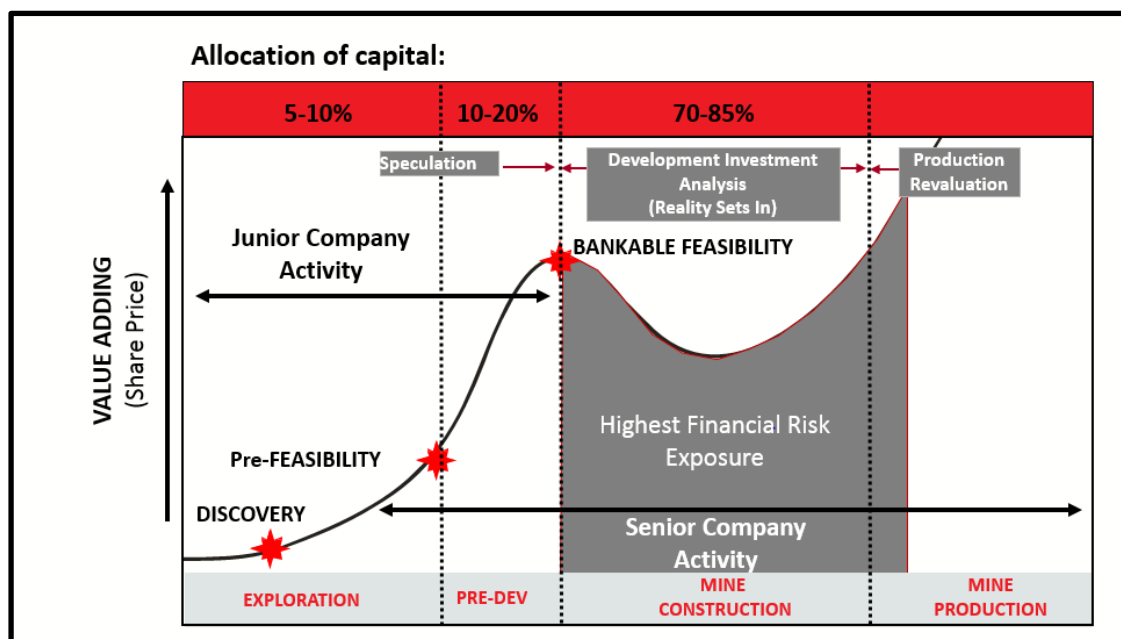 Allocation of capital:
5-10%
10-20%
70-85%
Speculation
Development Investment
Analysis
(Reality Sets In)
Production
Revaluation
Junior Company
Activity
BANKABLE FEASIBILITY
VALUE ADDING
(Share Price)
Highest Financial Risk
Exposure
Pre-FEASIBILITY
DISCOVERY
Senior Company
Activity
EXPLORATION
PRE-DEV
MINE
CONSTRUCTION
MINE
PRODUCTION